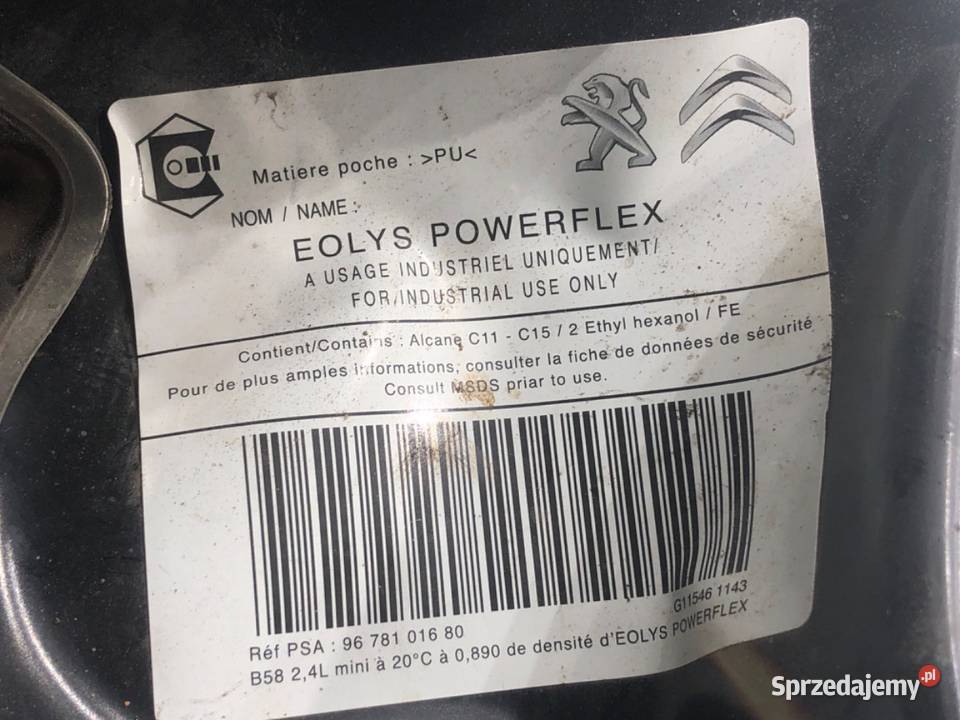 Matiere poche : >PU<
NOM / NAME :
EOLYS POWERFLEX
A USAGE INDUSTRIEL UNIQUEMENT/
FOR/INDUSTRIAL USE ONLY
Contient/Contains : Alcane C11 - C15 / 2 Ethyl hexanol / FE
Pour de plus amples informations, consulter la fiche de données de sécurité
Consult MSDS priar to use.
G11546 1143
Réf PSA : 96 781 016 80
B58 2,4L mini à 20°C à 0,890 de densité d'EOLYS POWERFLEX
Sprzedajemy.pl